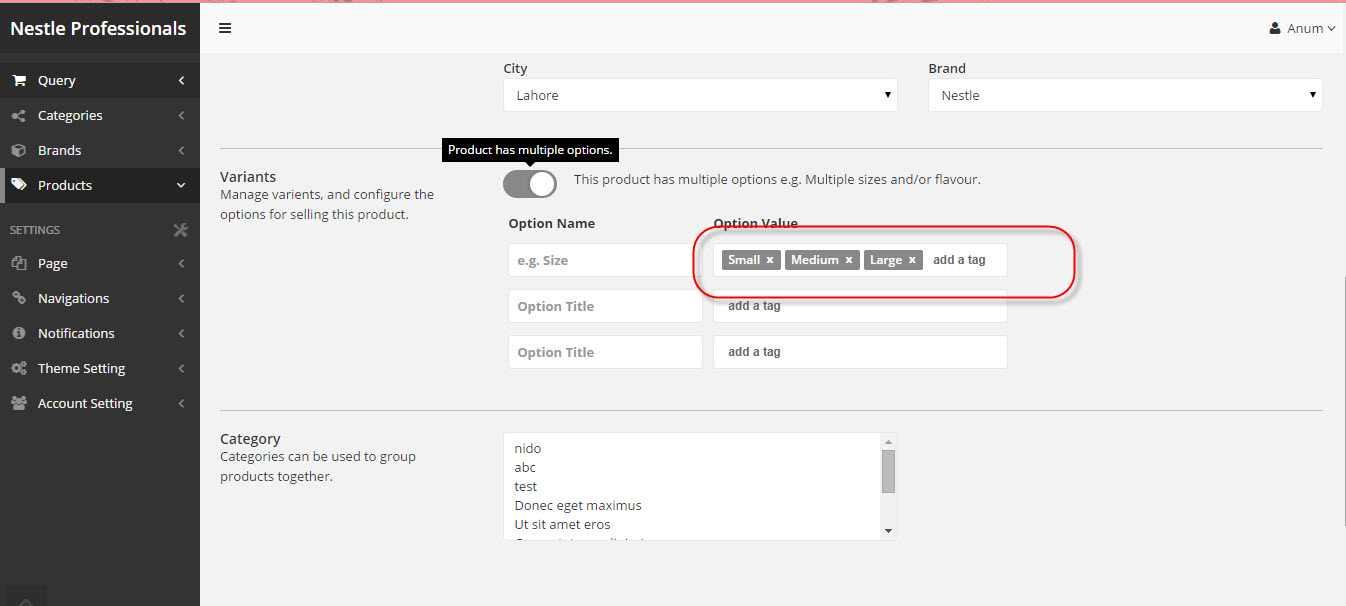 Nestle Professionals
Anum
Query
Categories
Brands
Products
SETTINGS
Page
Navigations
Notifications
Theme Setting
Account Setting
City
Brand
Lahore
Nestle
Product has multiple options.
Variants
Manage varients, and configure the
options for selling this product.
This product has multiple options e.g. Multiple sizes and/or flavour.
Option Name
Option Value
e.g. Size
Small x
Medium x
Large x
add a tag
Option Title
add a tag
Option Title
add a tag
Category
Categories can be used to group
products together.
nido
abc
test
Donec eget maximus
Ut sit amet eros